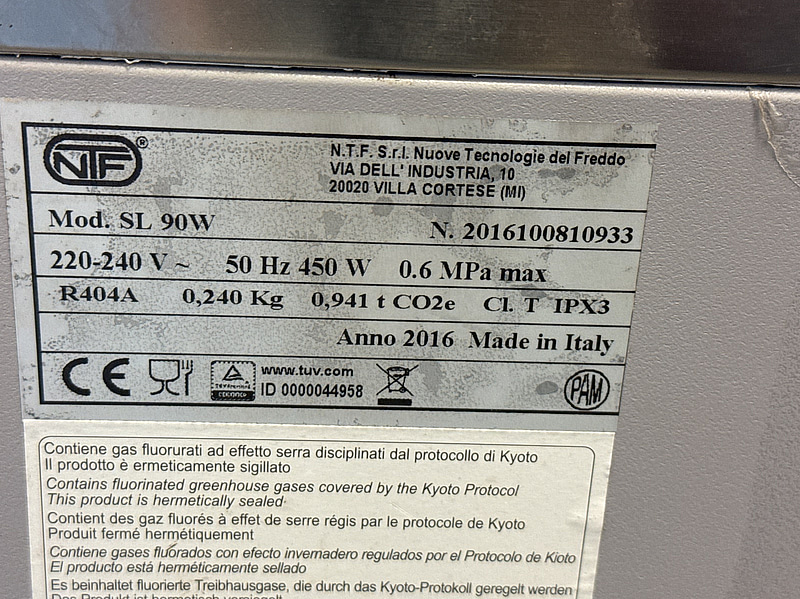 NTF ®
N.T.F. S.r.l. Nuove Tecnologie del Freddo
VIA DELL' INDUSTRIA, 10
20020 VILLA CORTESE (MI)
Mod. SL 90W N. 2016100810933
220-240 V ~ 50 Hz 450 W 0.6 MPa max
R404A 0,240 Kg 0,941 t CO2e Cl. T IPX3
Anno 2016 Made in Italy
CE www.tuv.com
ID 0000044958
PAM
Contiene gas fluorurati ad effetto serra disciplinati dal protocollo di Kyoto
Il prodotto è ermeticamente sigillato
Contains fluorinated greenhouse gases covered by the Kyoto Protocol
This product is hermetically sealed
Contient des gaz fluorés à effet de serre régis par le protocole de Kyoto
Produit fermé hermétiquement
Contiene gases fluorados con efecto invernadero regulados por el Protocolo de Kioto
El producto está herméticamente sellado
Es beinhaltet fluorierte Treibhausgase, die durch das Kyoto-Protokoll geregelt werden